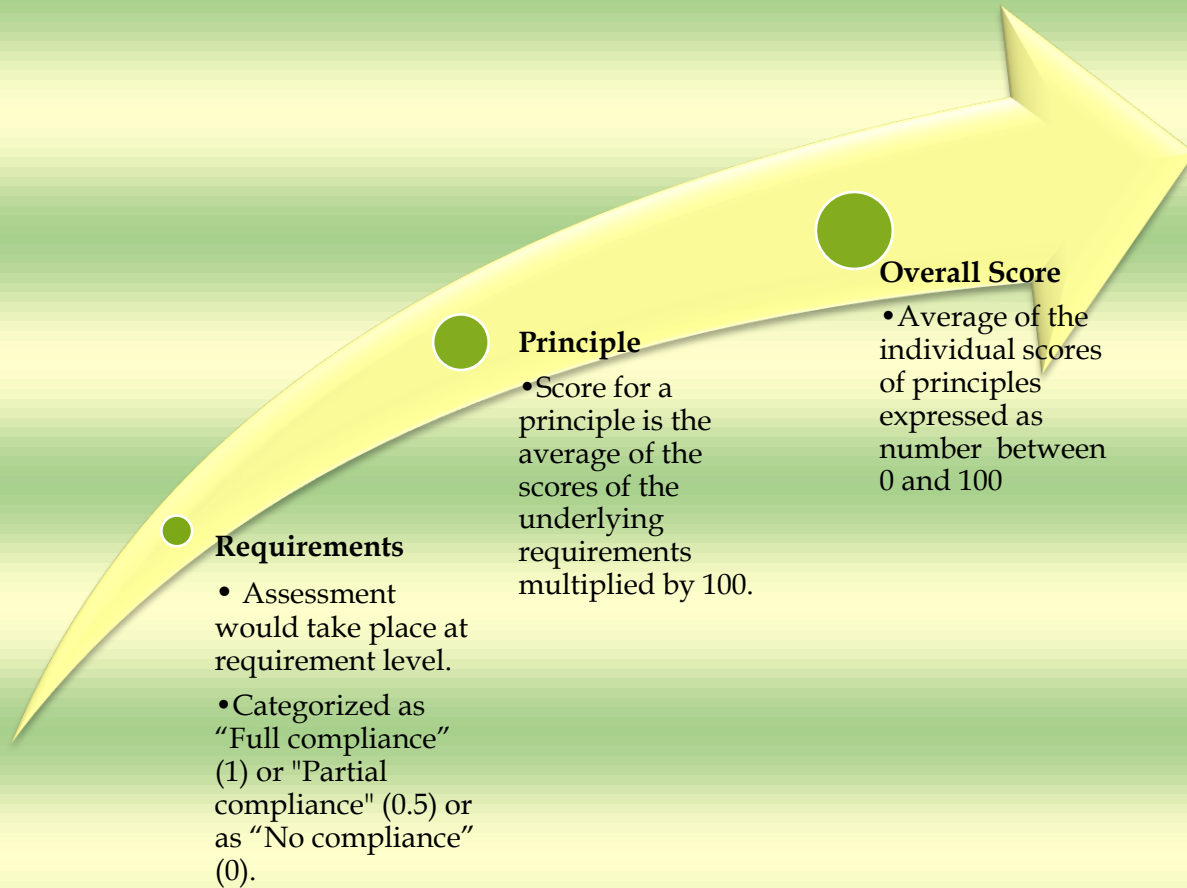 Requirements
• Assessment
would take place at
requirement level.
•Categorized as
“Full compliance”
(1) or "Partial
compliance" (0.5) or
as “No compliance”
(0).
Principle
•Score for a
principle is the
average of the
scores of the
underlying
requirements
multiplied by 100.
Overall Score
•Average of the
individual scores
of principles
expressed as
number  between
0 and 100